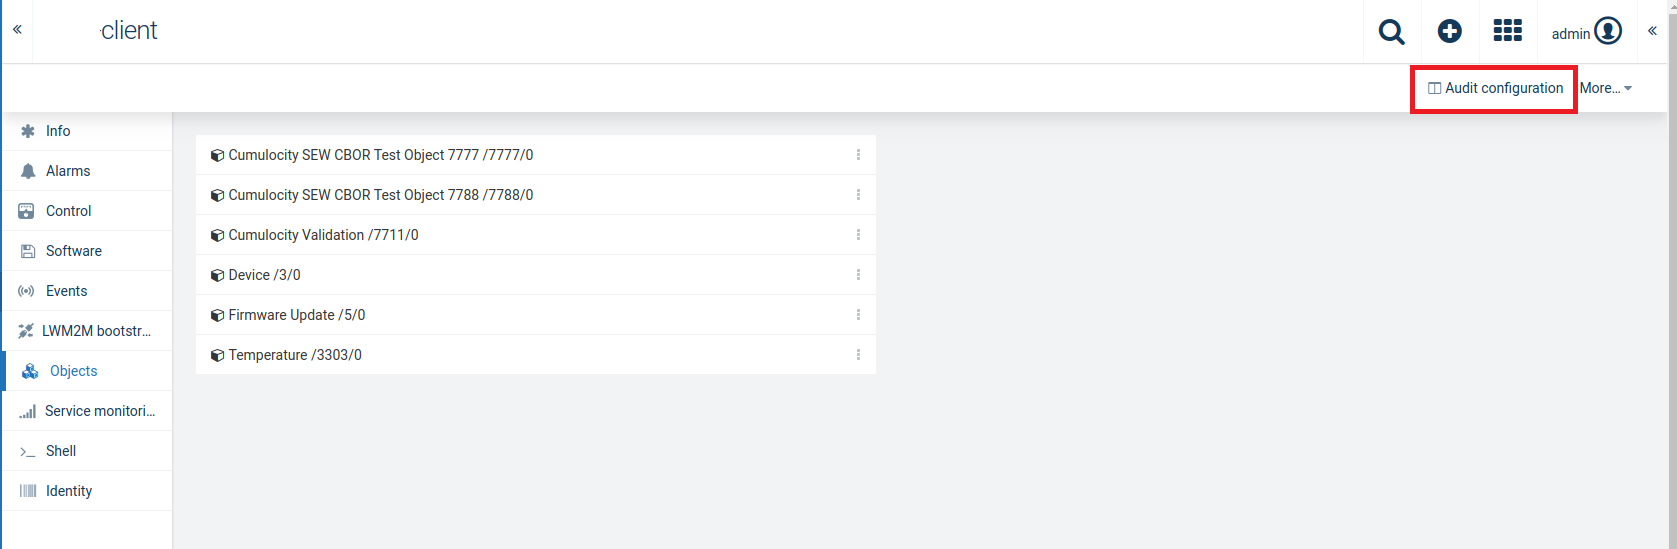 client
admin
Audit configuration
More...
Info
Alarms
Control
Software
Events
LWM2M bootstr...
Objects
Service monitori...
Shell
Identity
Cumulocity SEW CBOR Test Object 7777 /7777/0
Cumulocity SEW CBOR Test Object 7788 /7788/0
Cumulocity Validation /7711/0
Device /3/0
Firmware Update /5/0
Temperature /3303/0